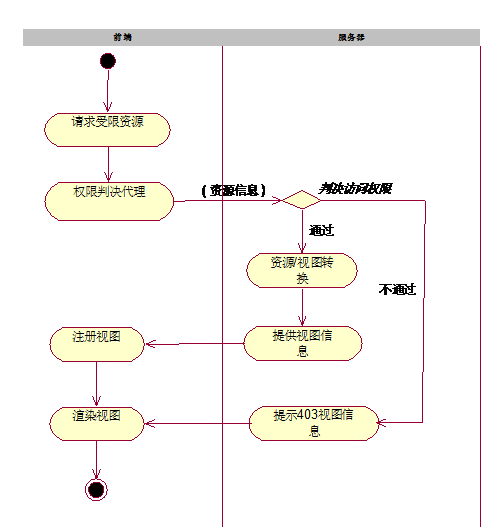 前端
服务器
请求受限资源
权限判决代理
(资源信息)
判决访问权限
通过
资源/视图转
换
不通过
注册视图
提供视图信
息
渲染视图
提示403视图信
息